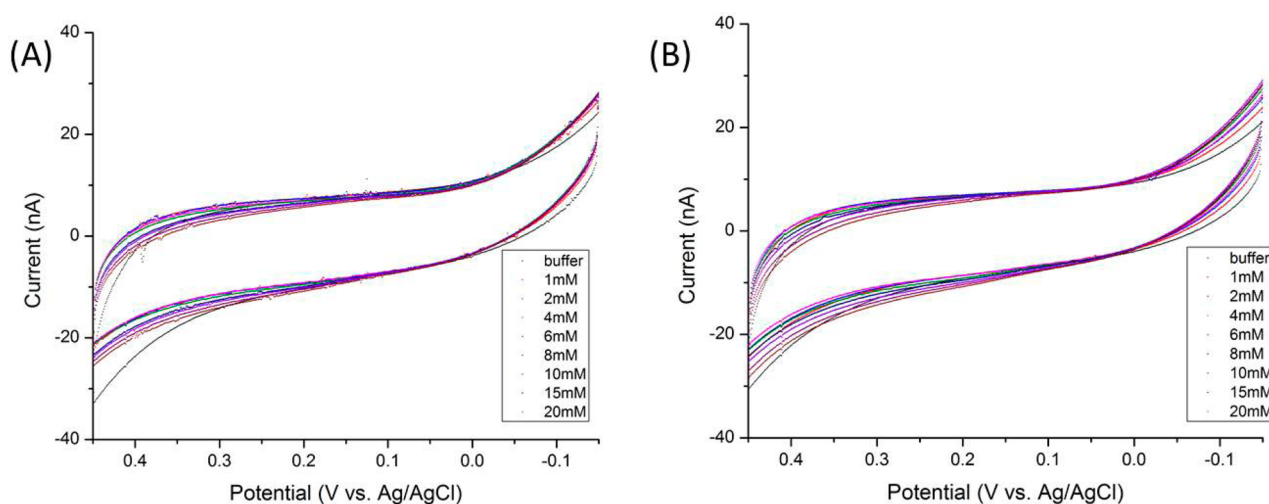 (A)
40
20
0
-20
-40
Current (nA)
0.4 0.3 0.2 0.1 0.0 -0.1
Potential (V vs. Ag/AgCl)
buffer
1mM
2mM
4mM
6mM
8mM
10mM
15mM
20mM
(B)
40
20
0
-20
-40
Current (nA)
0.4 0.3 0.2 0.1 0.0 -0.1
Potential (V vs. Ag/AgCl)
buffer
1mM
2mM
4mM
6mM
8mM
10mM
15mM
20mM